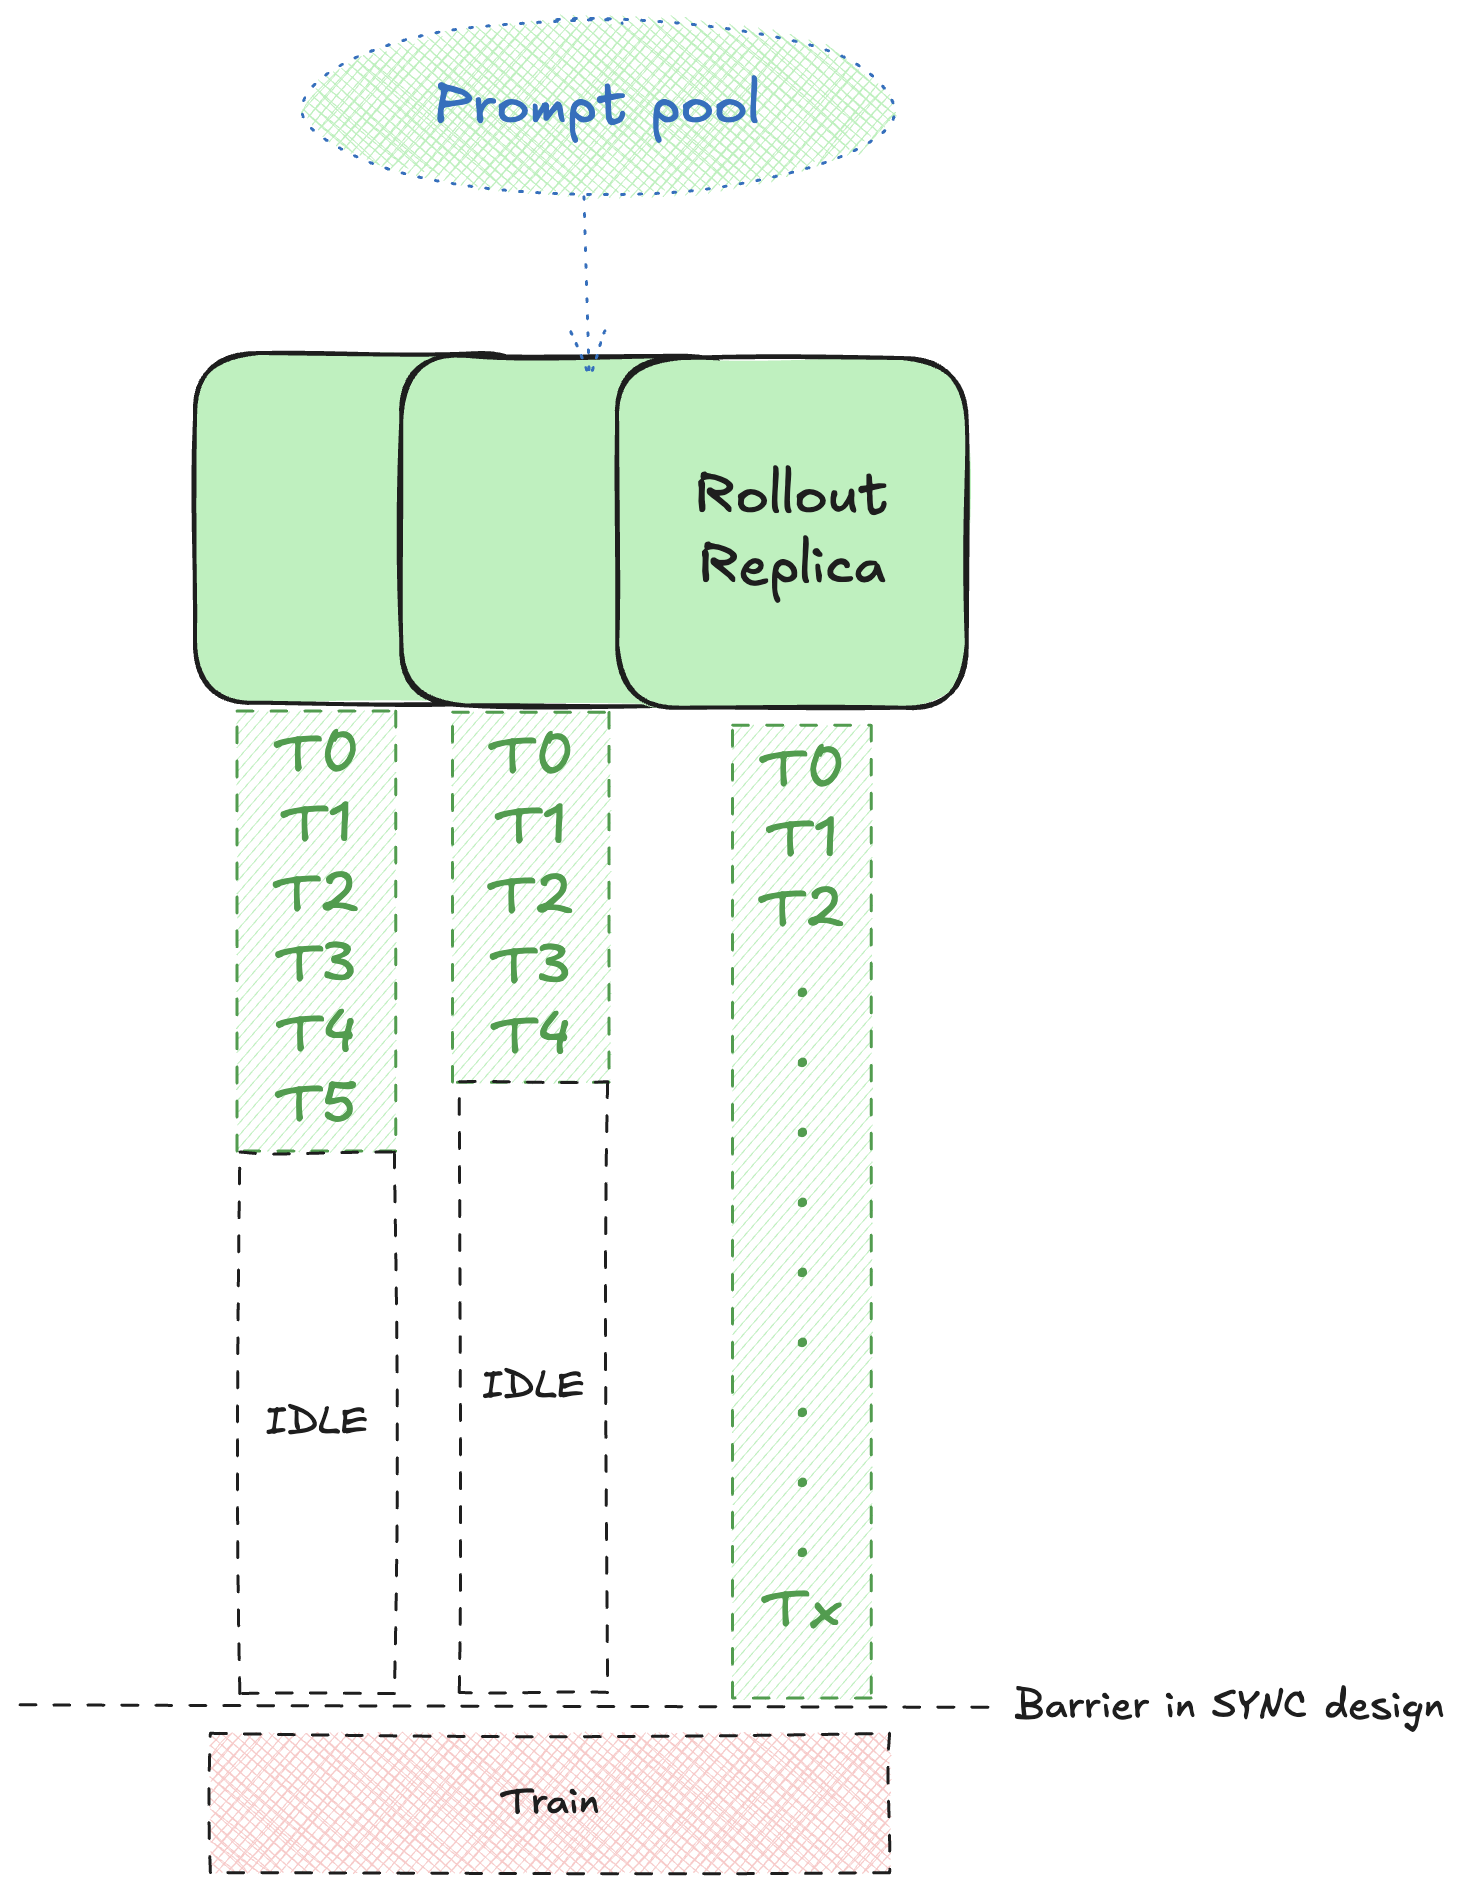 Prompt pool
Rollout
Replica
T0
T1
T2
T3
T4
T5
IDLE
T0
T1
T2
T3
T4
IDLE
T0
T1
T2
.
.
.
.
.
.
.
.
.
Tx
Barrier in SYNC design
Train